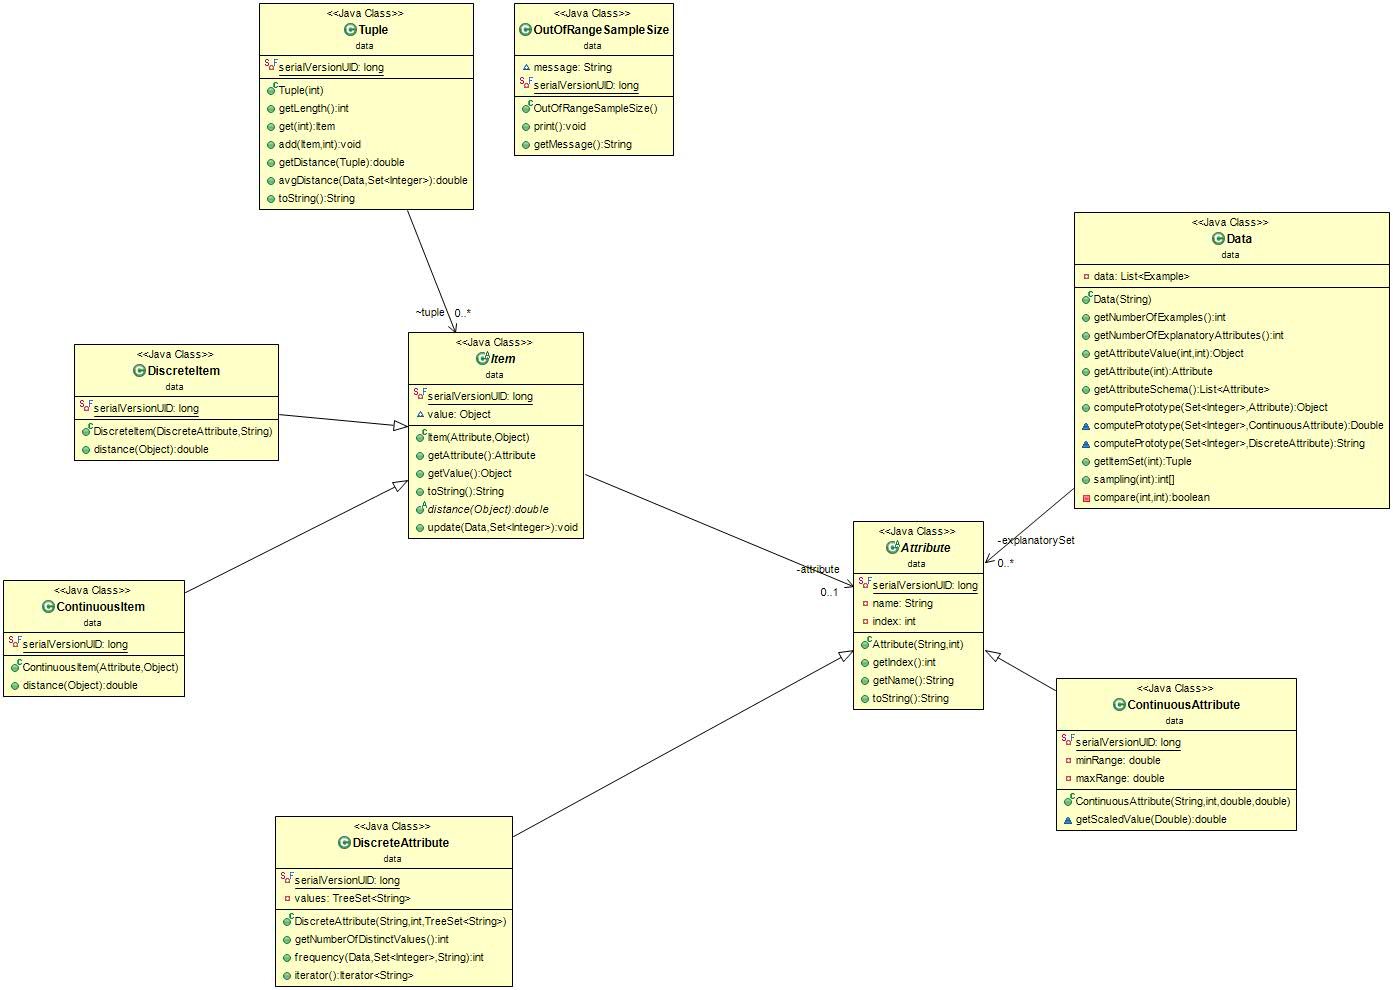 <<Java Class>>
Tuple
data
serialVersionUID: long
Tuple(int)
getLength():int
get(int):Item
add(Item,int):void
getDistance(Tuple):double
avgDistance(Data,Set<Integer>):double
toString():String
<<Java Class>>
OutOfRangeSampleSize
data
message: String
serialVersionUID: long
OutOfRangeSampleSize()
print():void
getMessage():String
<<Java Class>>
Data
data
data: List<Example>
Data(String)
getNumberOfExamples():int
getNumberOfExplanatoryAttributes():int
getAttributeValue(int,int):Object
getAttribute(int):Attribute
getAttributeSchema():List<Attribute>
computePrototype(Set<Integer>,Attribute):Object
computePrototype(Set<Integer>,ContinuousAttribute):Double
computePrototype(Set<Integer>,DiscreteAttribute):String
getItemSet(int):Tuple
sampling(int):int[]
compare(int,int):boolean
~tuple 0..*
<<Java Class>>
DiscreteItem
data
serialVersionUID: long
DiscreteItem(DiscreteAttribute,String)
distance(Object):double
<<Java Class>>
Item
data
serialVersionUID: long
value: Object
Item(Attribute,Object)
getAttribute():Attribute
getValue():Object
toString():String
distance(Object):double
update(Data,Set<Integer>):void
-explanatorySet
0..*
-attribute
0..1
<<Java Class>>
Attribute
data
serialVersionUID: long
name: String
index: int
Attribute(String,int)
getIndex():int
getName():String
toString():String
<<Java Class>>
ContinuousItem
data
serialVersionUID: long
ContinuousItem(Attribute,Object)
distance(Object):double
<<Java Class>>
ContinuousAttribute
data
serialVersionUID: long
minRange: double
maxRange: double
ContinuousAttribute(String,int,double,double)
getScaledValue(Double):double
<<Java Class>>
DiscreteAttribute
data
serialVersionUID: long
values: TreeSet<String>
DiscreteAttribute(String,int,TreeSet<String>)
getNumberOfDistinctValues():int
frequency(Data,Set<Integer>,String):int
iterator():Iterator<String>